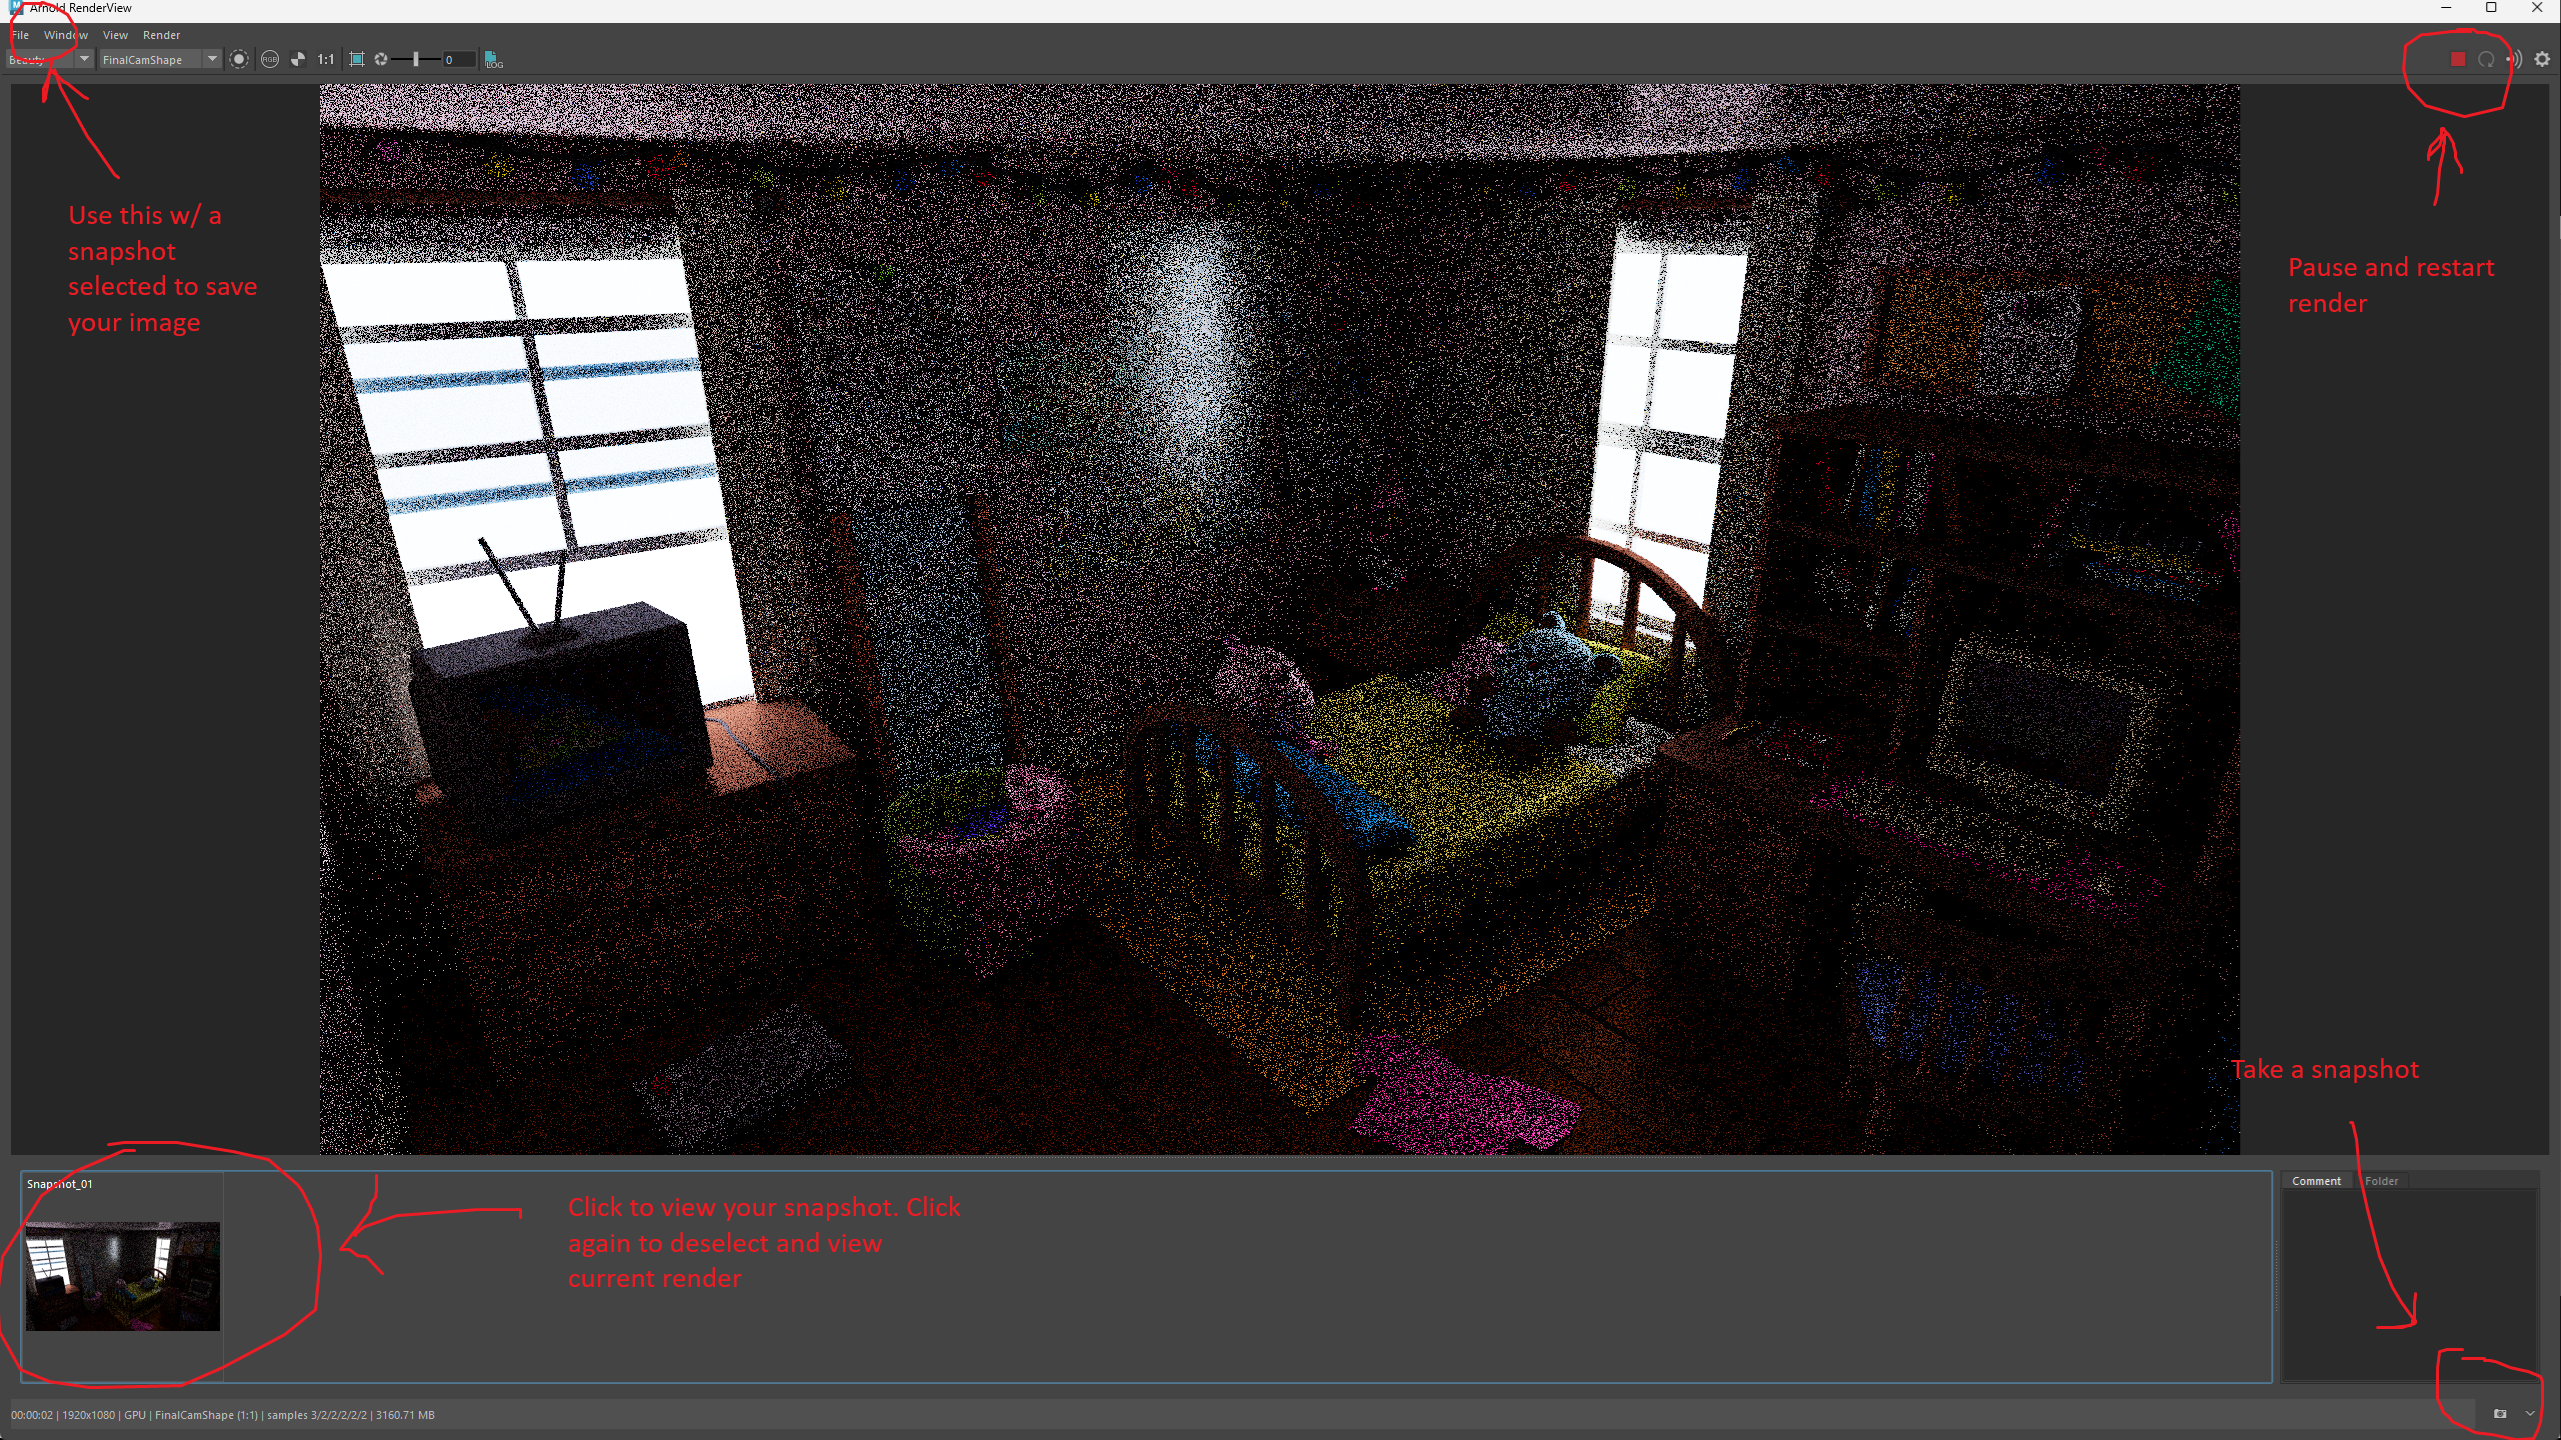 Arnold RenderView
File Window View Render
Beauty FinalCamShape RGB 1:1 0 LOG
Use this w/ a
snapshot
selected to save
your image
Pause and restart
render
Take a snapshot
Snapshot_01
Click to view your snapshot. Click
again to deselect and view
current render
Comment Folder
00:00:02 | 1920x1080 | GPU | FinalCamShape (1:1) | samples 3/2/2/2/2/2 | 3160.71 MB